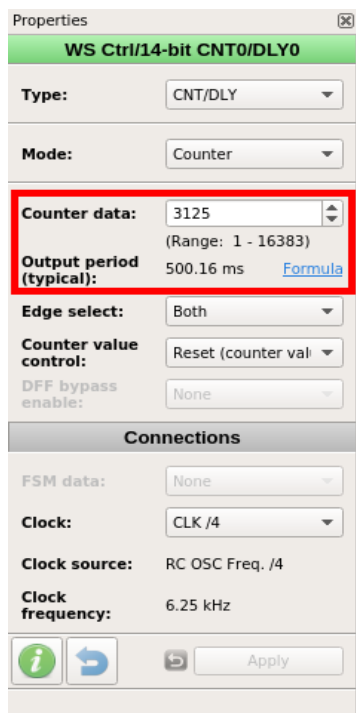 Properties
WS Ctrl/14-bit CNT0/DLY0
Type: CNT/DLY
Mode: Counter
Counter data: 3125
(Range: 1 - 16383)
Output period
(typical): 500.16 ms Formula
Edge select: Both
Counter value
control: Reset (counter val
DFF bypass
enable: None
Connections
FSM data: None
Clock: CLK /4
Clock source: RC OSC Freq. /4
Clock
frequency: 6.25 kHz
Apply